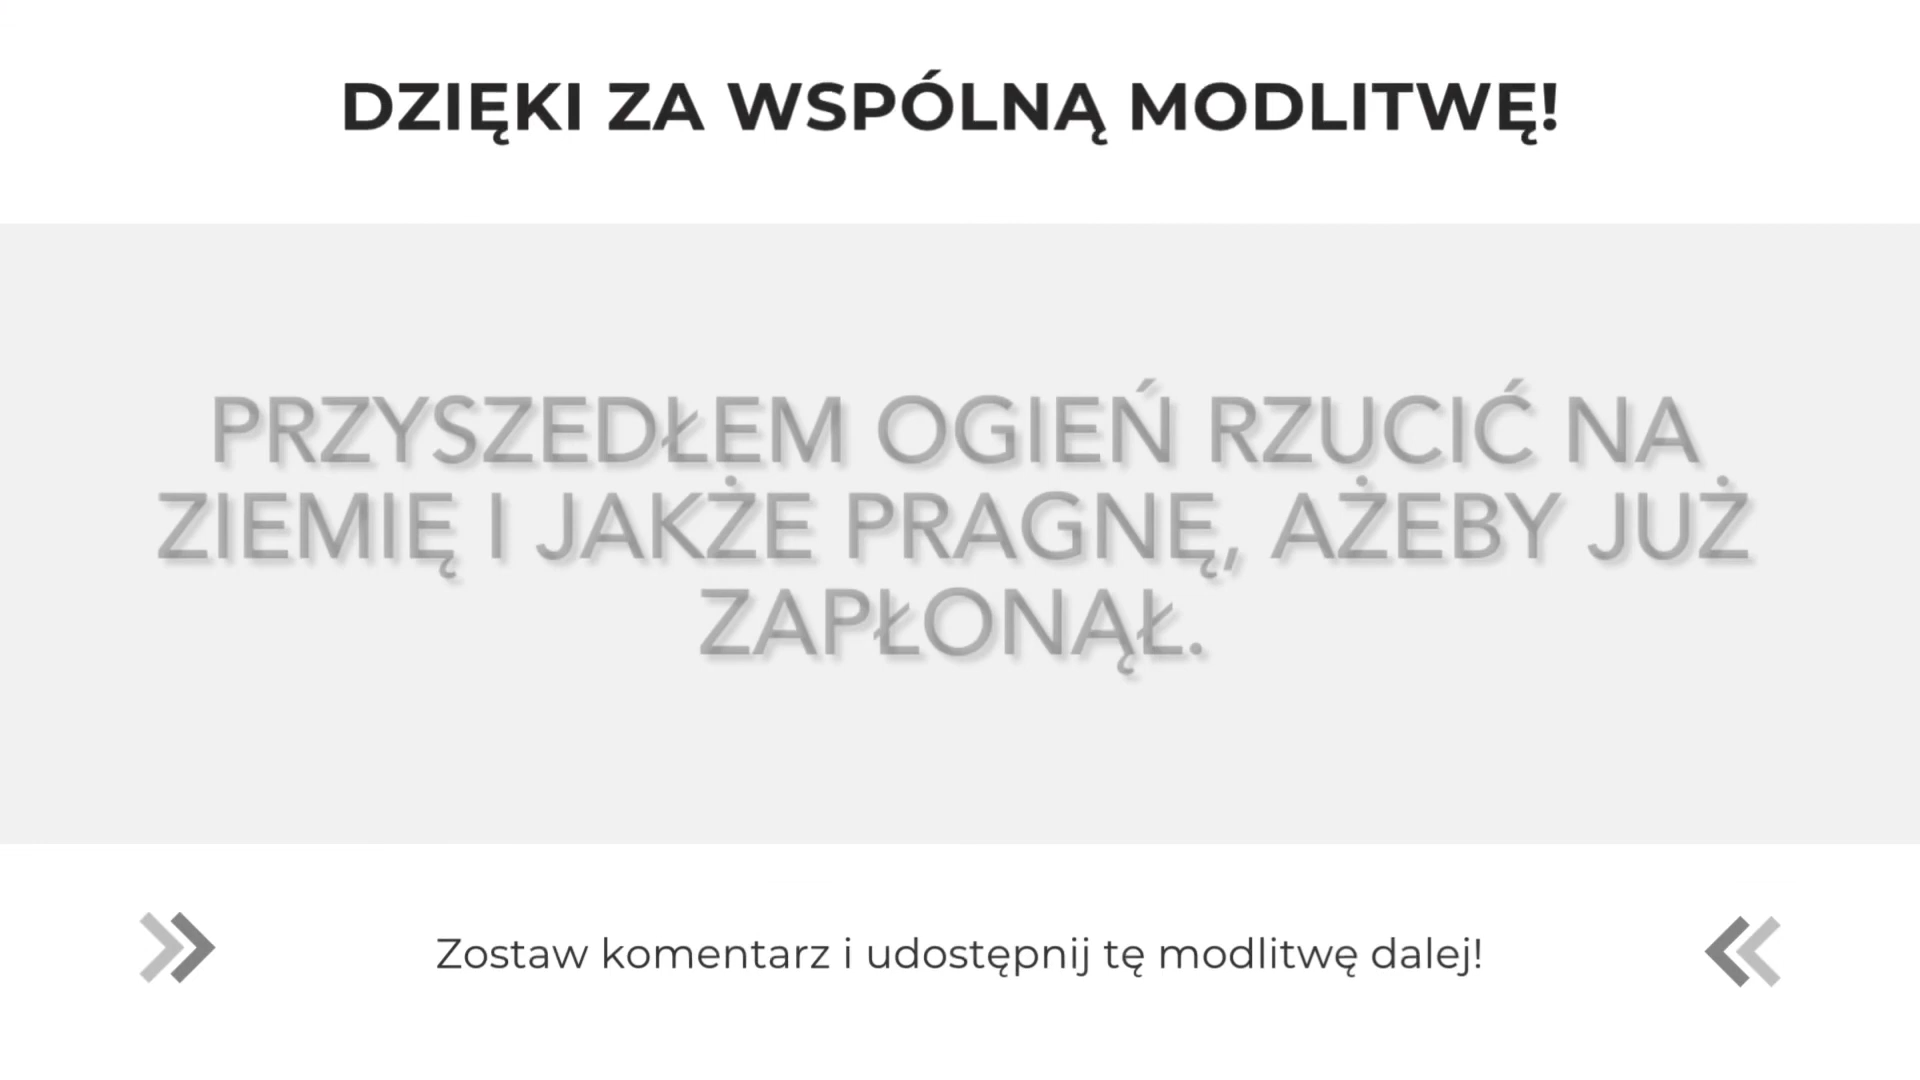 DZIĘKI ZA WSPÓLNĄ MODLITWĘ!
PRZYSZEDŁEM OGIEŃ RZUCIĆ NA
ZIEMIĘ I JAKŻE PRAGNĘ, AŻEBY JUŻ
ZAPŁONĄŁ.
Zostaw komentarz i udostępnij tę modlitwę dalej!